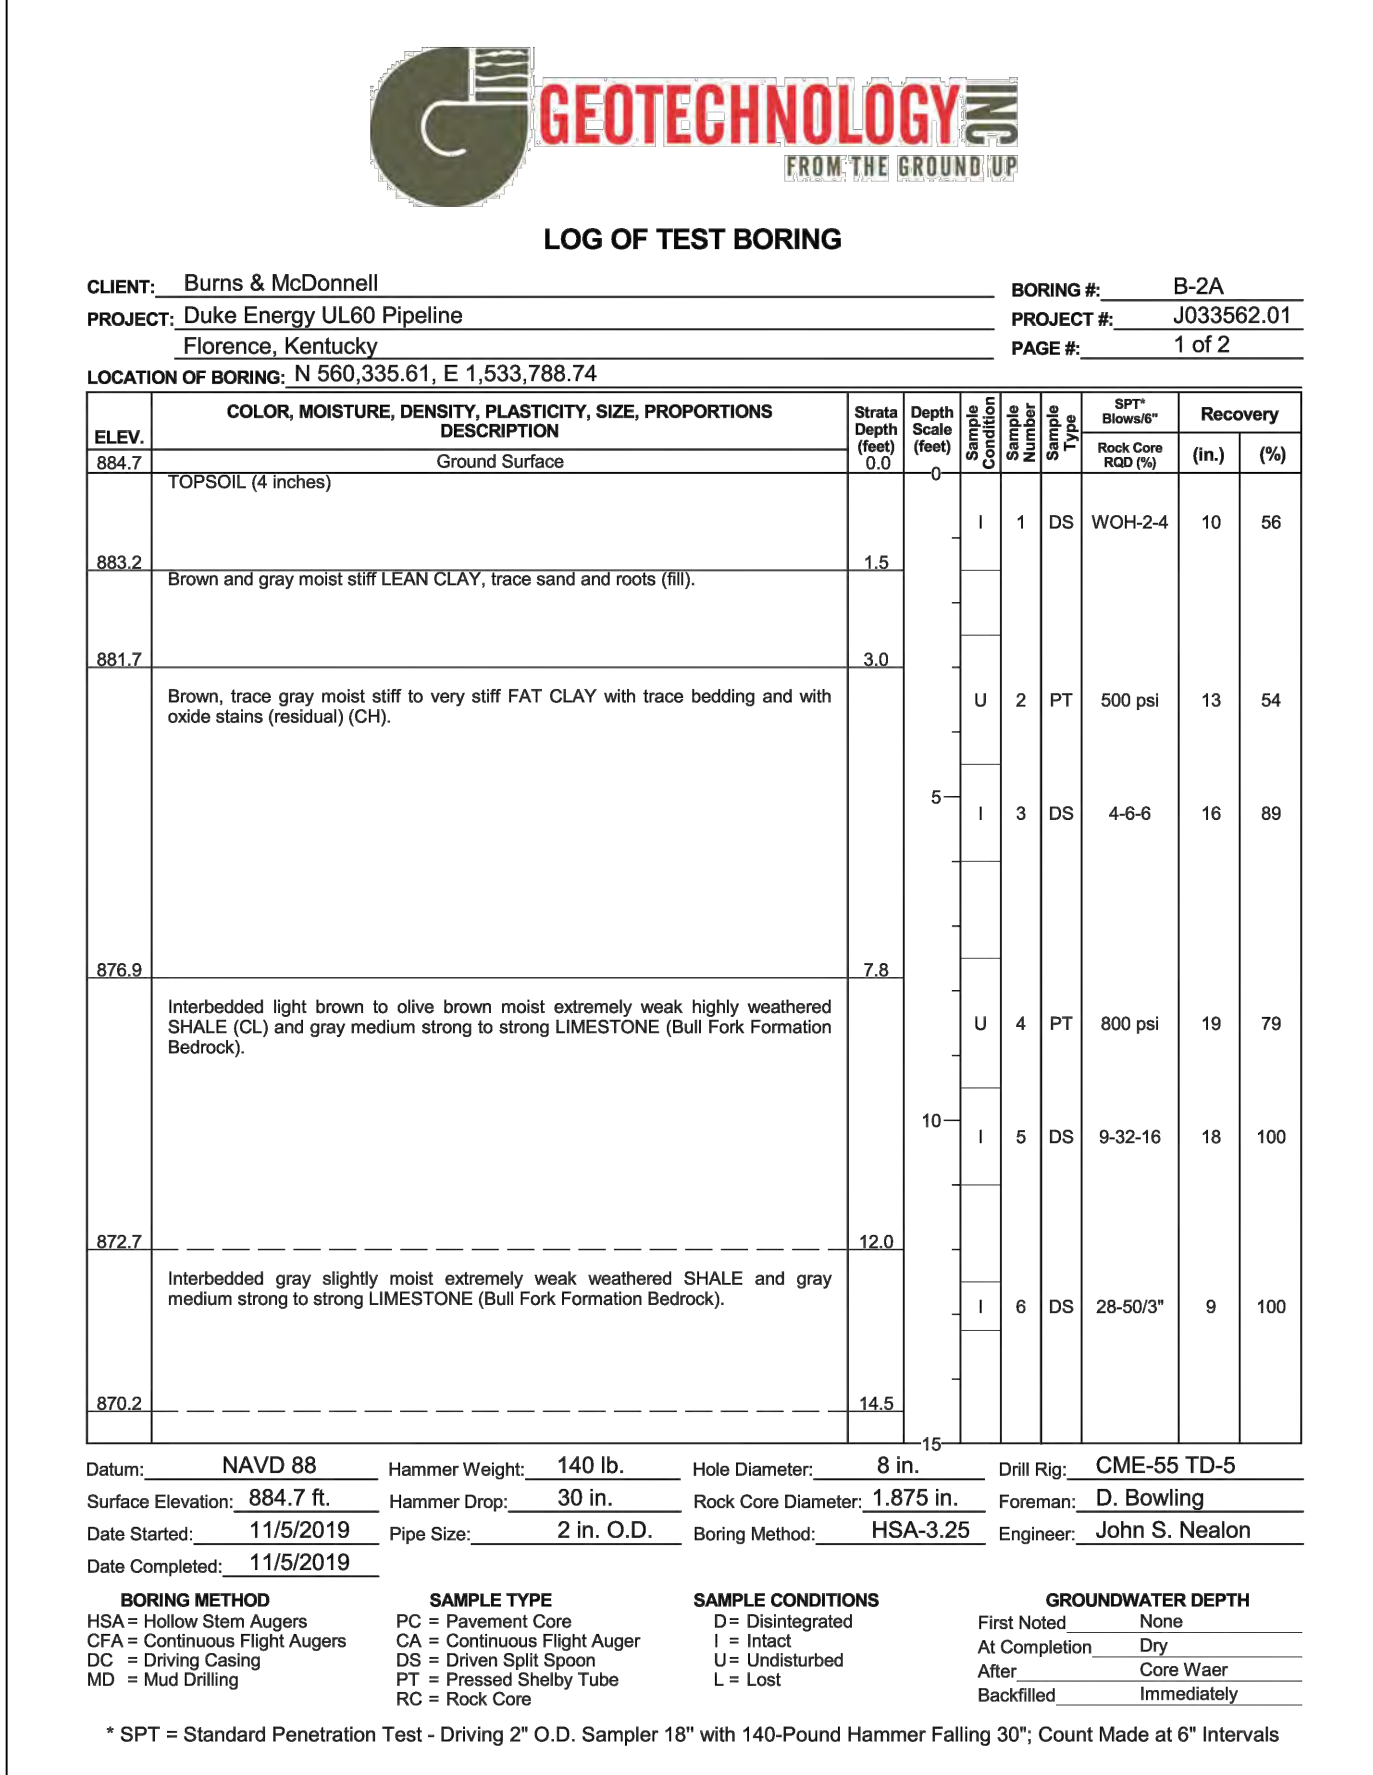 GEOTECHNOLOGY INC
FROM THE GROUND UP
LOG OF TEST BORING
CLIENT: Burns & McDonnell BORING #: B-2A
PROJECT: Duke Energy UL60 Pipeline PROJECT #: J033562.01
Florence, Kentucky PAGE #: 1 of 2
LOCATION OF BORING: N 560,335.61, E 1,533,788.74
ELEV. COLOR, MOISTURE, DENSITY, PLASTICITY, SIZE, PROPORTIONS DESCRIPTION Strata Depth (feet) Depth Scale (feet) Sample Condition Sample Number Sample Type SPT* Blows/6" Rock Core RQD (%) Recovery (in.) (%)
884.7 Ground Surface 0.0
0
TOPSOIL (4 inches)
I 1 DS WOH-2-4 10 56
883.2 1.5
Brown and gray moist stiff LEAN CLAY, trace sand and roots (fill).
881.7 3.0
Brown, trace gray moist stiff to very stiff FAT CLAY with trace bedding and with
oxide stains (residual) (CH).
U 2 PT 500 psi 13 54
5
I 3 DS 4-6-6 16 89
876.9 7.8
Interbedded light brown to olive brown moist extremely weak highly weathered
SHALE (CL) and gray medium strong to strong LIMESTONE (Bull Fork Formation
Bedrock).
U 4 PT 800 psi 19 79
10
I 5 DS 9-32-16 18 100
872.7 12.0
Interbedded gray slightly moist extremely weak weathered SHALE and gray
medium strong to strong LIMESTONE (Bull Fork Formation Bedrock).
I 6 DS 28-50/3" 9 100
870.2 14.5
15
Datum: NAVD 88 Hammer Weight: 140 lb. Hole Diameter: 8 in. Drill Rig: CME-55 TD-5
Surface Elevation: 884.7 ft. Hammer Drop: 30 in. Rock Core Diameter: 1.875 in. Foreman: D. Bowling
Date Started: 11/5/2019 Pipe Size: 2 in. O.D. Boring Method: HSA-3.25 Engineer: John S. Nealon
Date Completed: 11/5/2019
BORING METHOD
HSA = Hollow Stem Augers
CFA = Continuous Flight Augers
DC = Driving Casing
MD = Mud Drilling
SAMPLE TYPE
PC = Pavement Core
CA = Continuous Flight Auger
DS = Driven Split Spoon
PT = Pressed Shelby Tube
RC = Rock Core
SAMPLE CONDITIONS
D = Disintegrated
I = Intact
U = Undisturbed
L = Lost
GROUNDWATER DEPTH
First Noted None
At Completion Dry
After Core Waer
Backfilled Immediately
* SPT = Standard Penetration Test - Driving 2" O.D. Sampler 18" with 140-Pound Hammer Falling 30"; Count Made at 6" Intervals